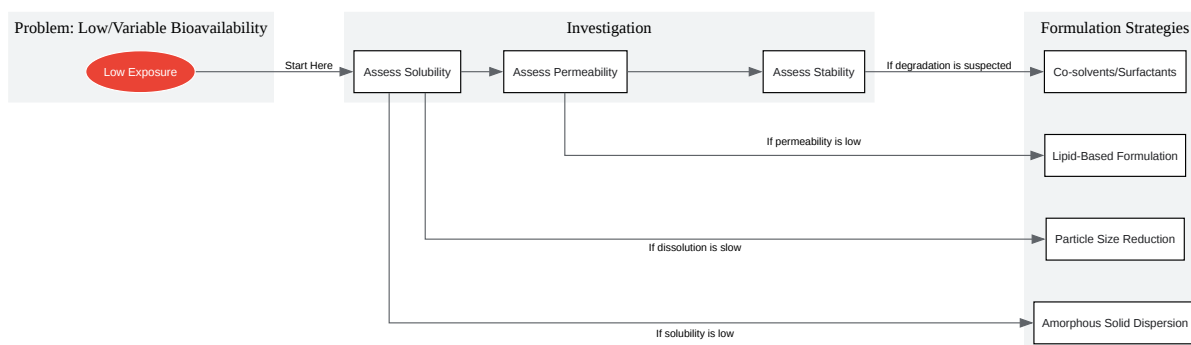 Problem: Low/Variable Bioavailability
Investigation
Formulation Strategies
Low Exposure
Start Here
Assess Solubility
Assess Permeability
Assess Stability
If degradation is suspected
Co-solvents/Surfactants
If permeability is low
Lipid-Based Formulation
If dissolution is slow
Particle Size Reduction
If solubility is low
Amorphous Solid Dispersion